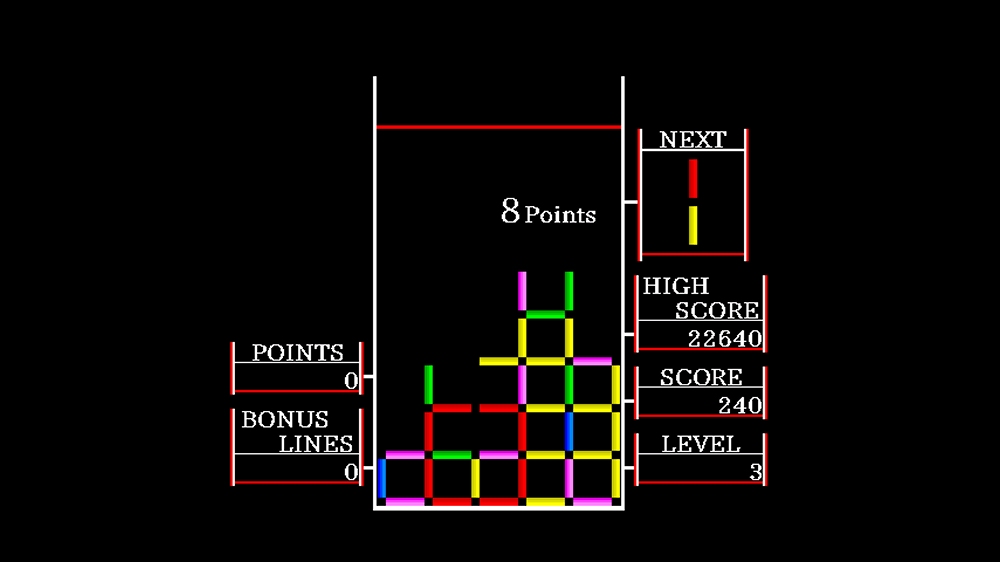 NEXT
8 Points
HIGH
SCORE
22640
POINTS
0
SCORE
240
BONUS
LINES
0
LEVEL
3